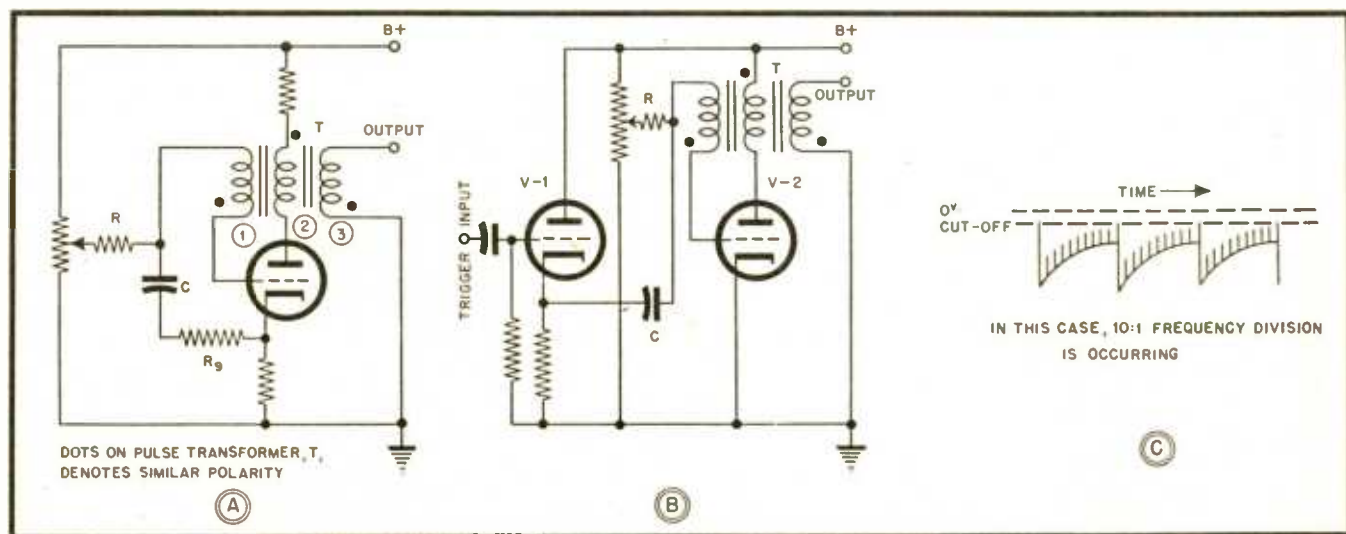 B+
T
OUTPUT
R
1
2
3
C
R9
DOTS ON PULSE TRANSFORMER, T,
DENOTES SIMILAR POLARITY
A
B+
T
OUTPUT
R
V-1
V-2
TRIGGER INPUT
C
B
TIME
0V
CUT-OFF
IN THIS CASE, 10:1 FREQUENCY DIVISION
IS OCCURRING
C